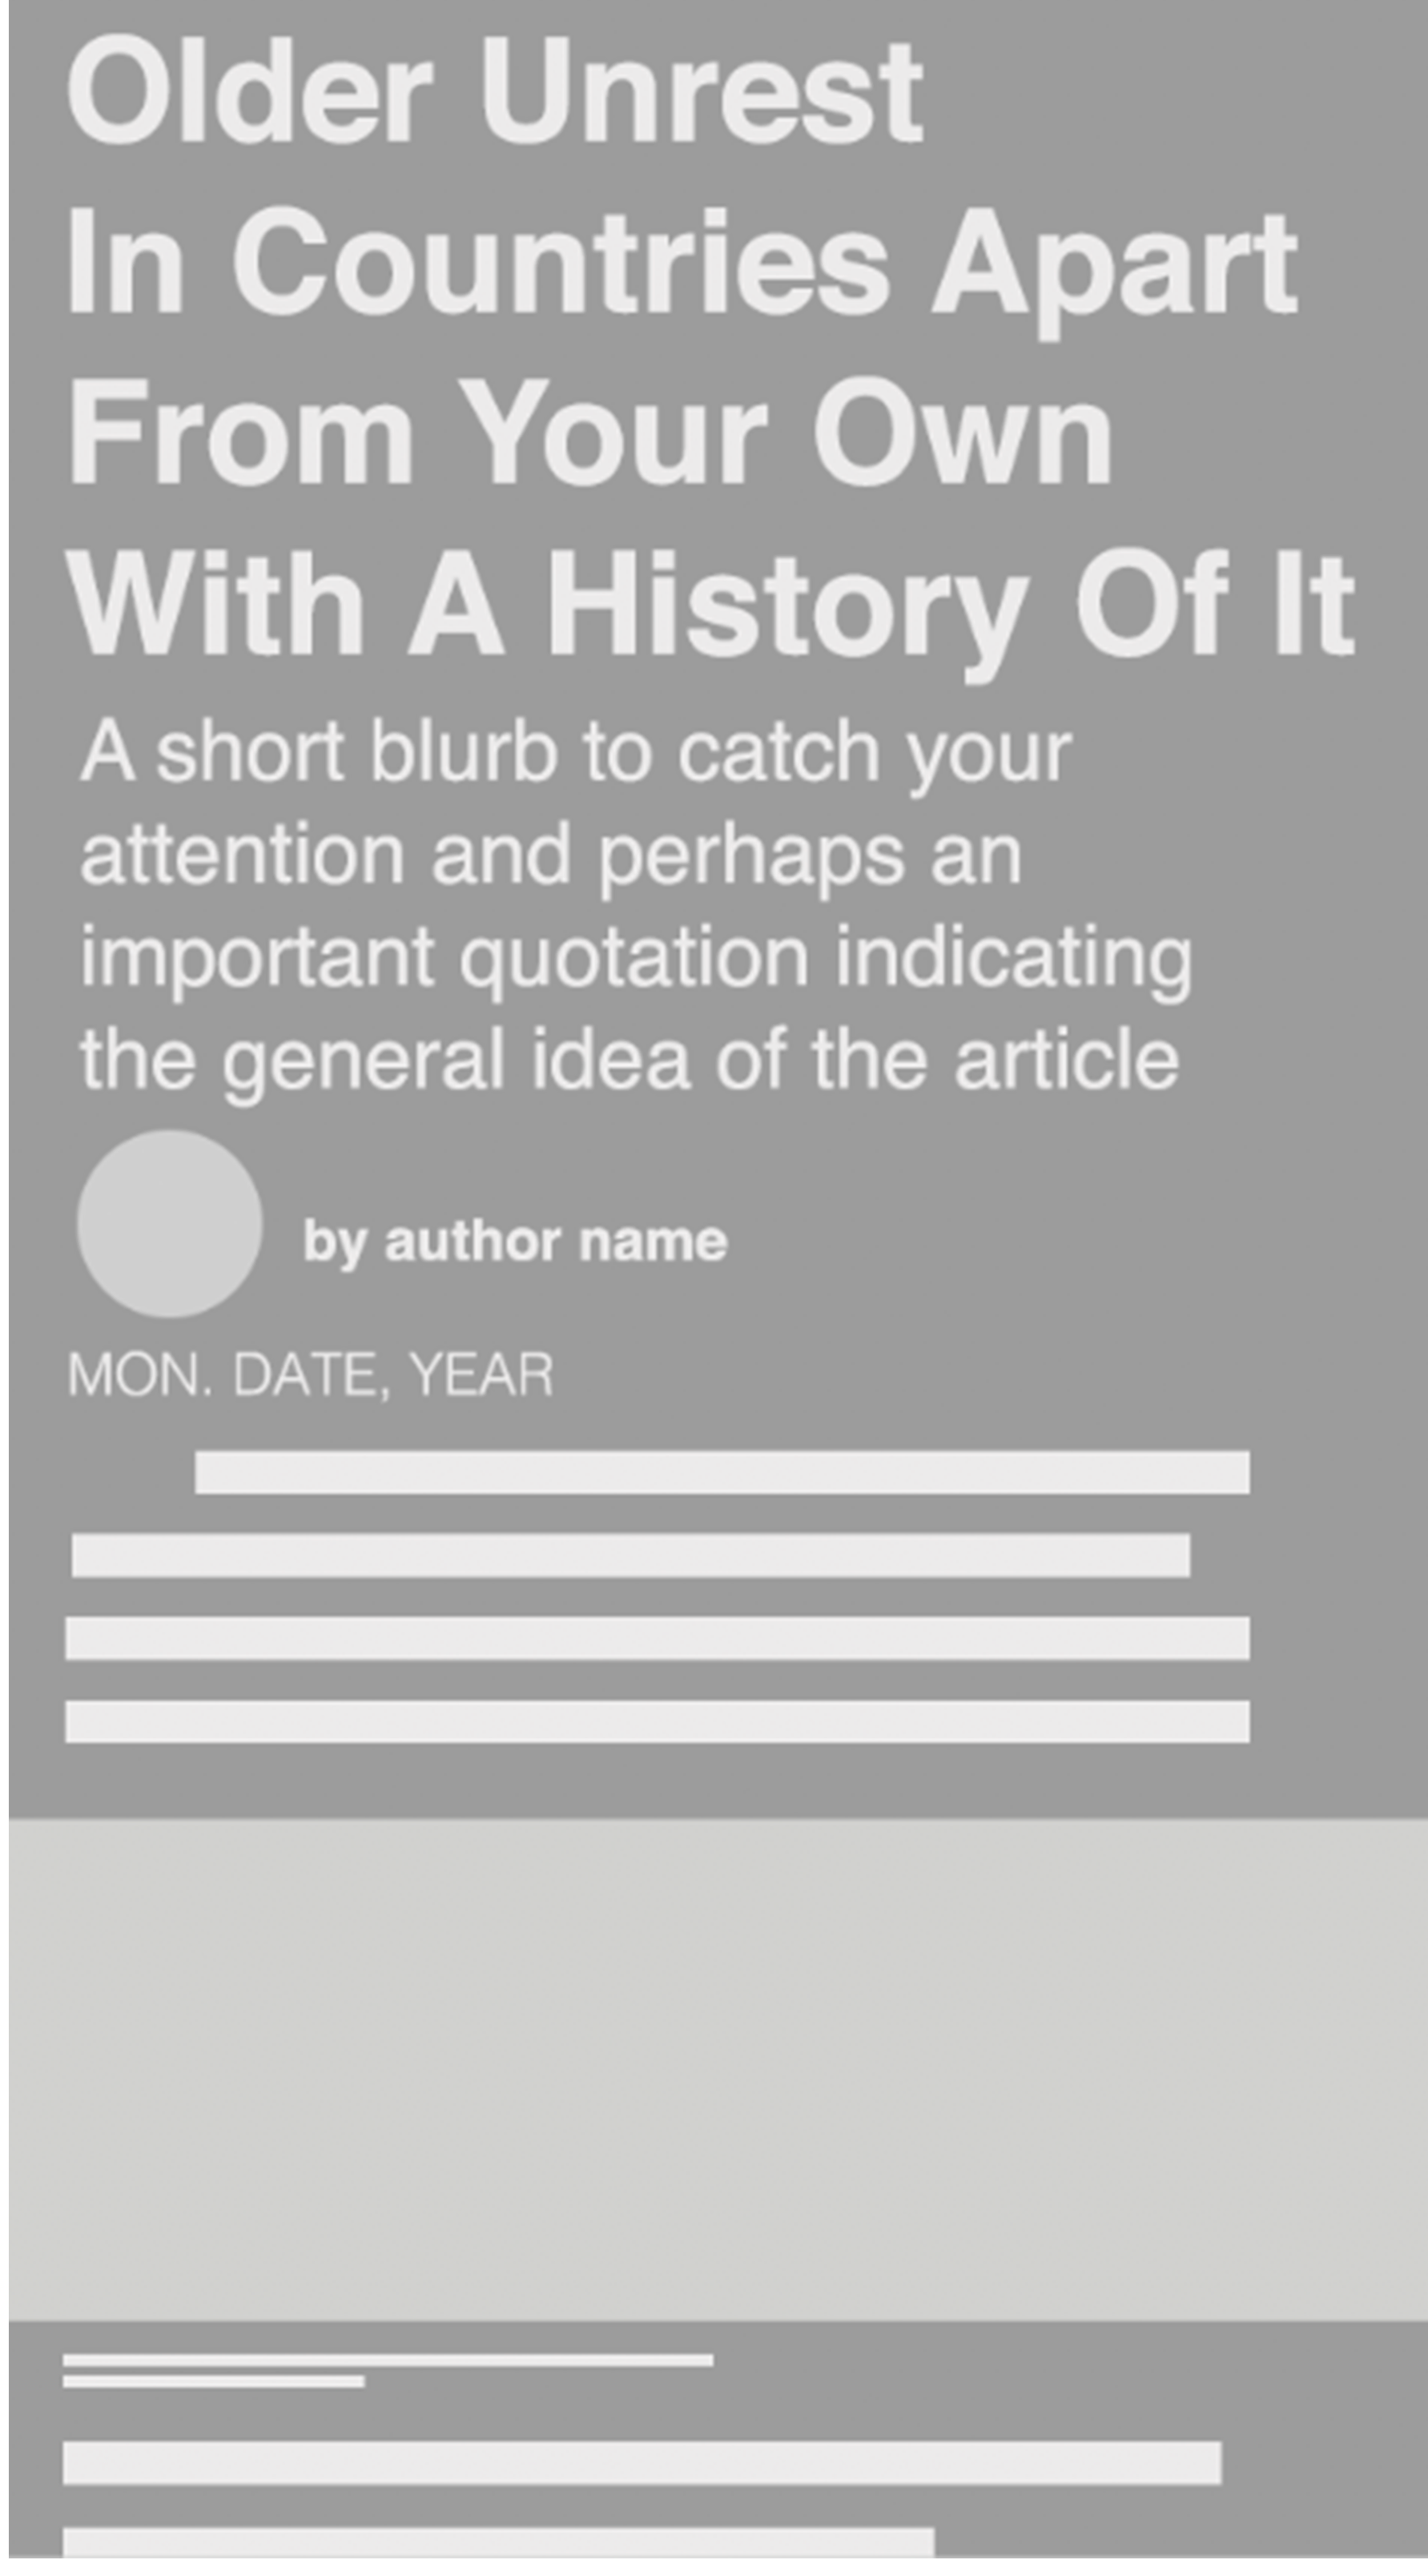 Older Unrest
In Countries Apart
From Your Own
With A History Of It
A short blurb to catch your
attention and perhaps an
important quotation indicating
the general idea of the article
by author name
MON. DATE, YEAR